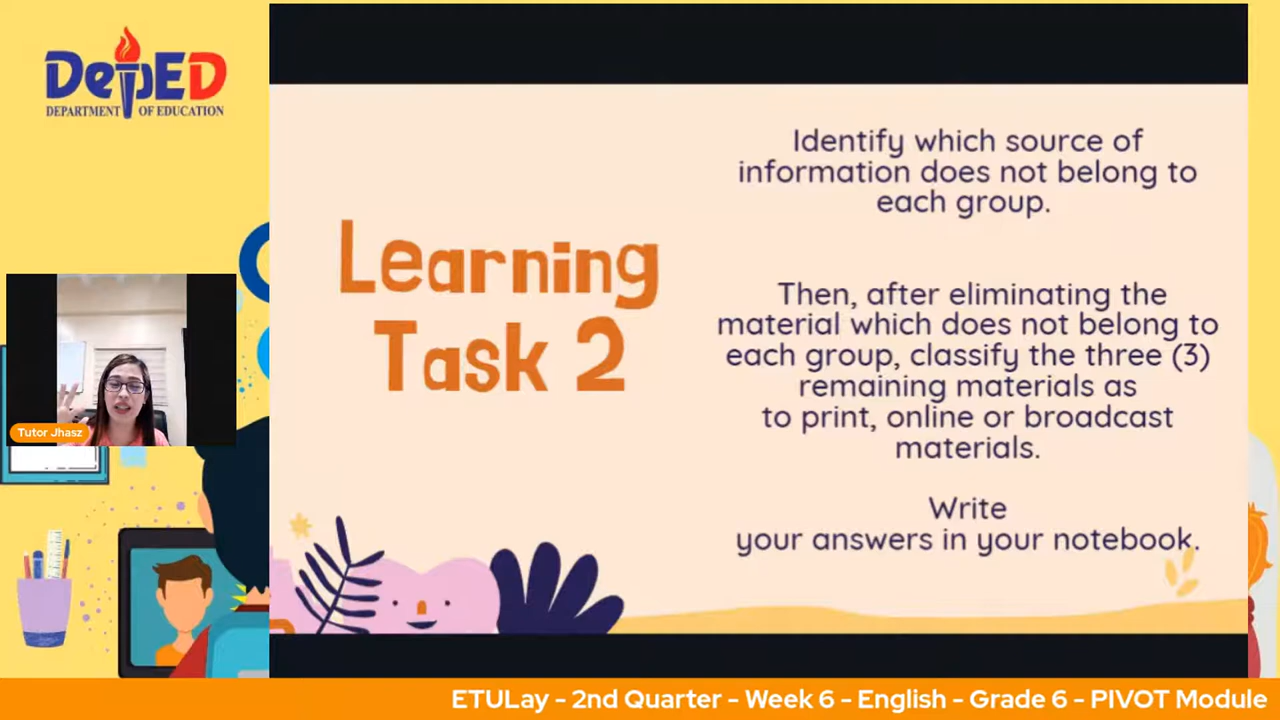 DepED
DEPARTMENT OF EDUCATION
Learning
Task 2
Identify which source of
information does not belong to
each group.
Then, after eliminating the
material which does not belong to
each group, classify the three (3)
remaining materials as
to print, online or broadcast
materials.
Write
your answers in your notebook.
Tutor Jhasz
ETULay - 2nd Quarter - Week 6 - English - Grade 6 - PIVOT Module